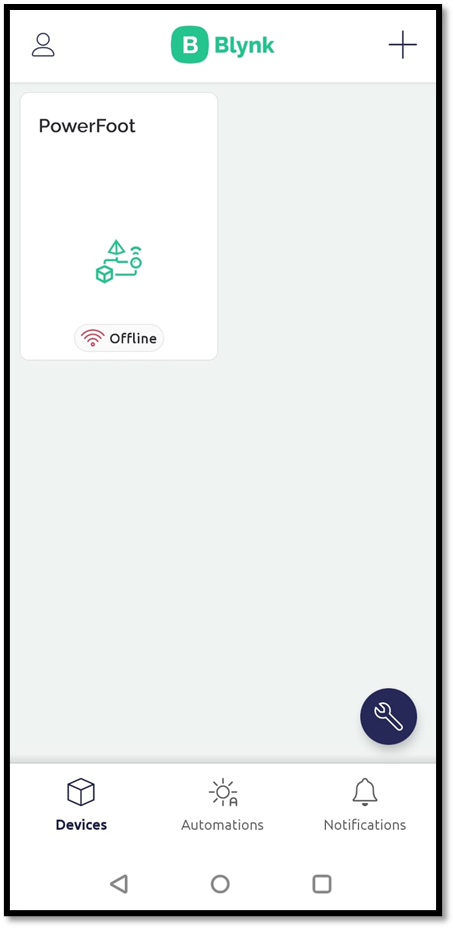 B Blynk
PowerFoot
Offline
A
Devices Automations Notifications